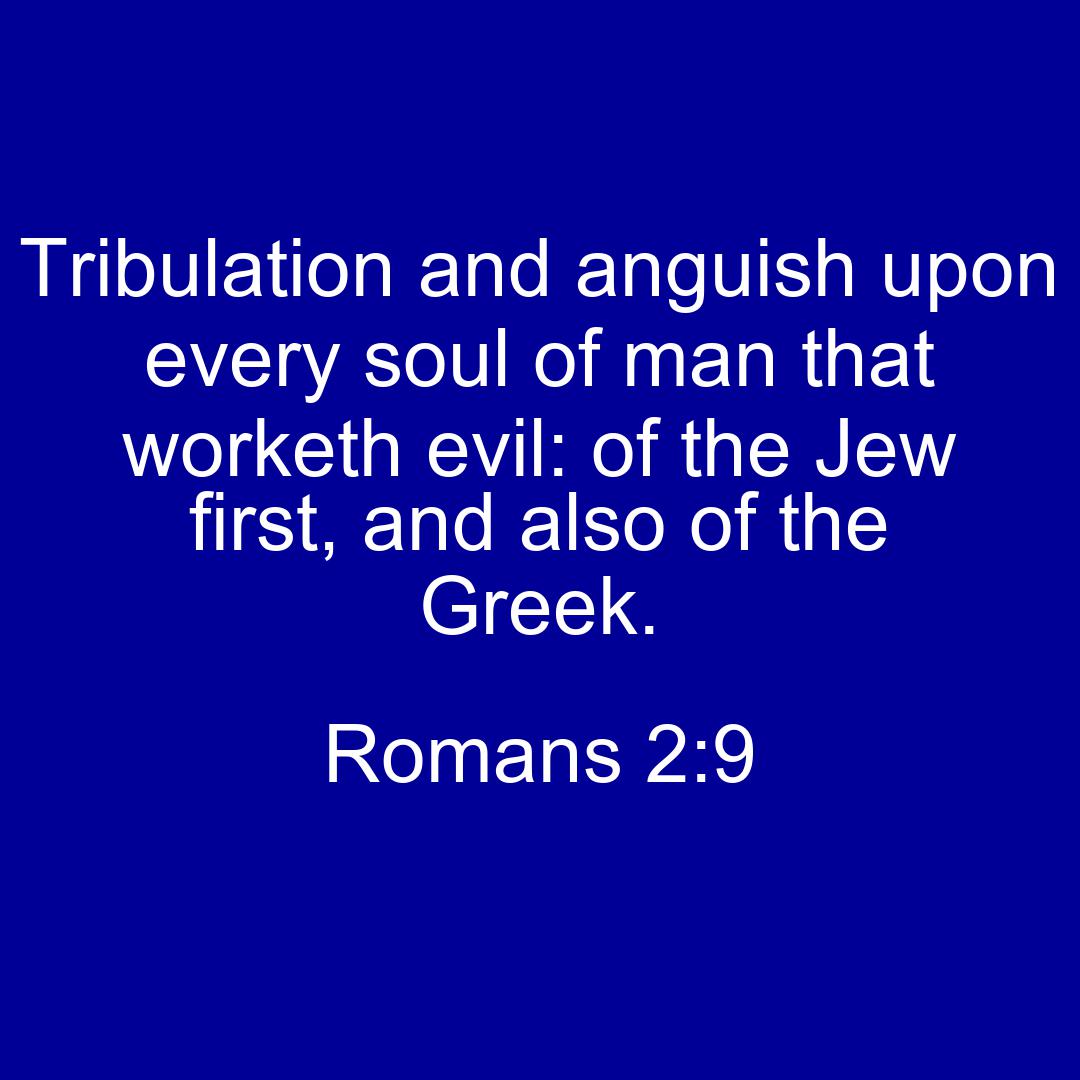 Tribulation and anguish upon
every soul of man that
worketh evil: of the Jew
first, and also of the
Greek.
Romans 2:9